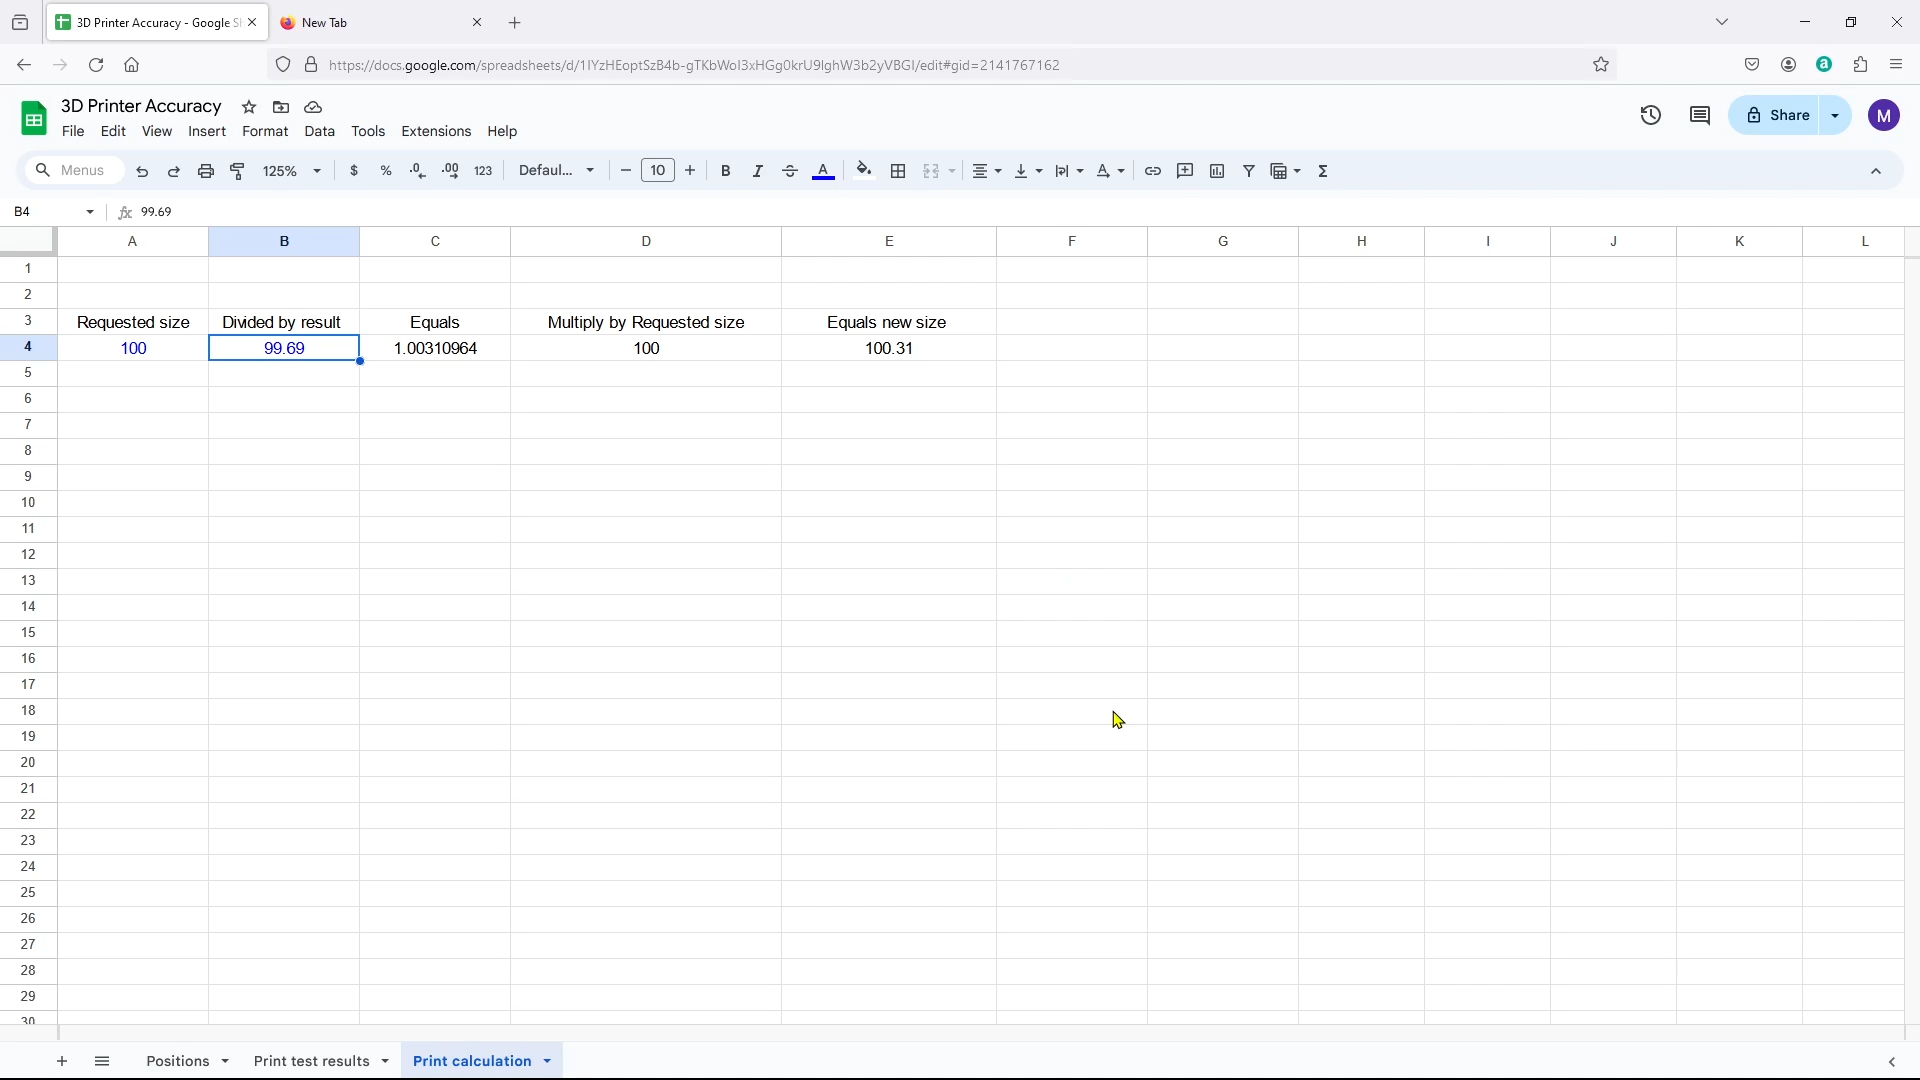 3D Printer Accuracy - Google Sh
New Tab
https://docs.google.com/spreadsheets/d/1IYzHEoptSzB4b-gTKbWoI3xHGg0krU9IghW3b2yVBGI/edit#gid=2141767162
3D Printer Accuracy
File Edit View Insert Format Data Tools Extensions Help
Share
M
Menus 125% $ % .0 .00 123 Defaul... 10 B I A
B4 fx 99.69
A B C D E F G H I J K L
1
2
3 Requested size Divided by result Equals Multiply by Requested size Equals new size
4 100 99.69 1.00310964 100 100.31
5
6
7
8
9
10
11
12
13
14
15
16
17
18
19
20
21
22
23
24
25
26
27
28
29
30
Positions Print test results Print calculation